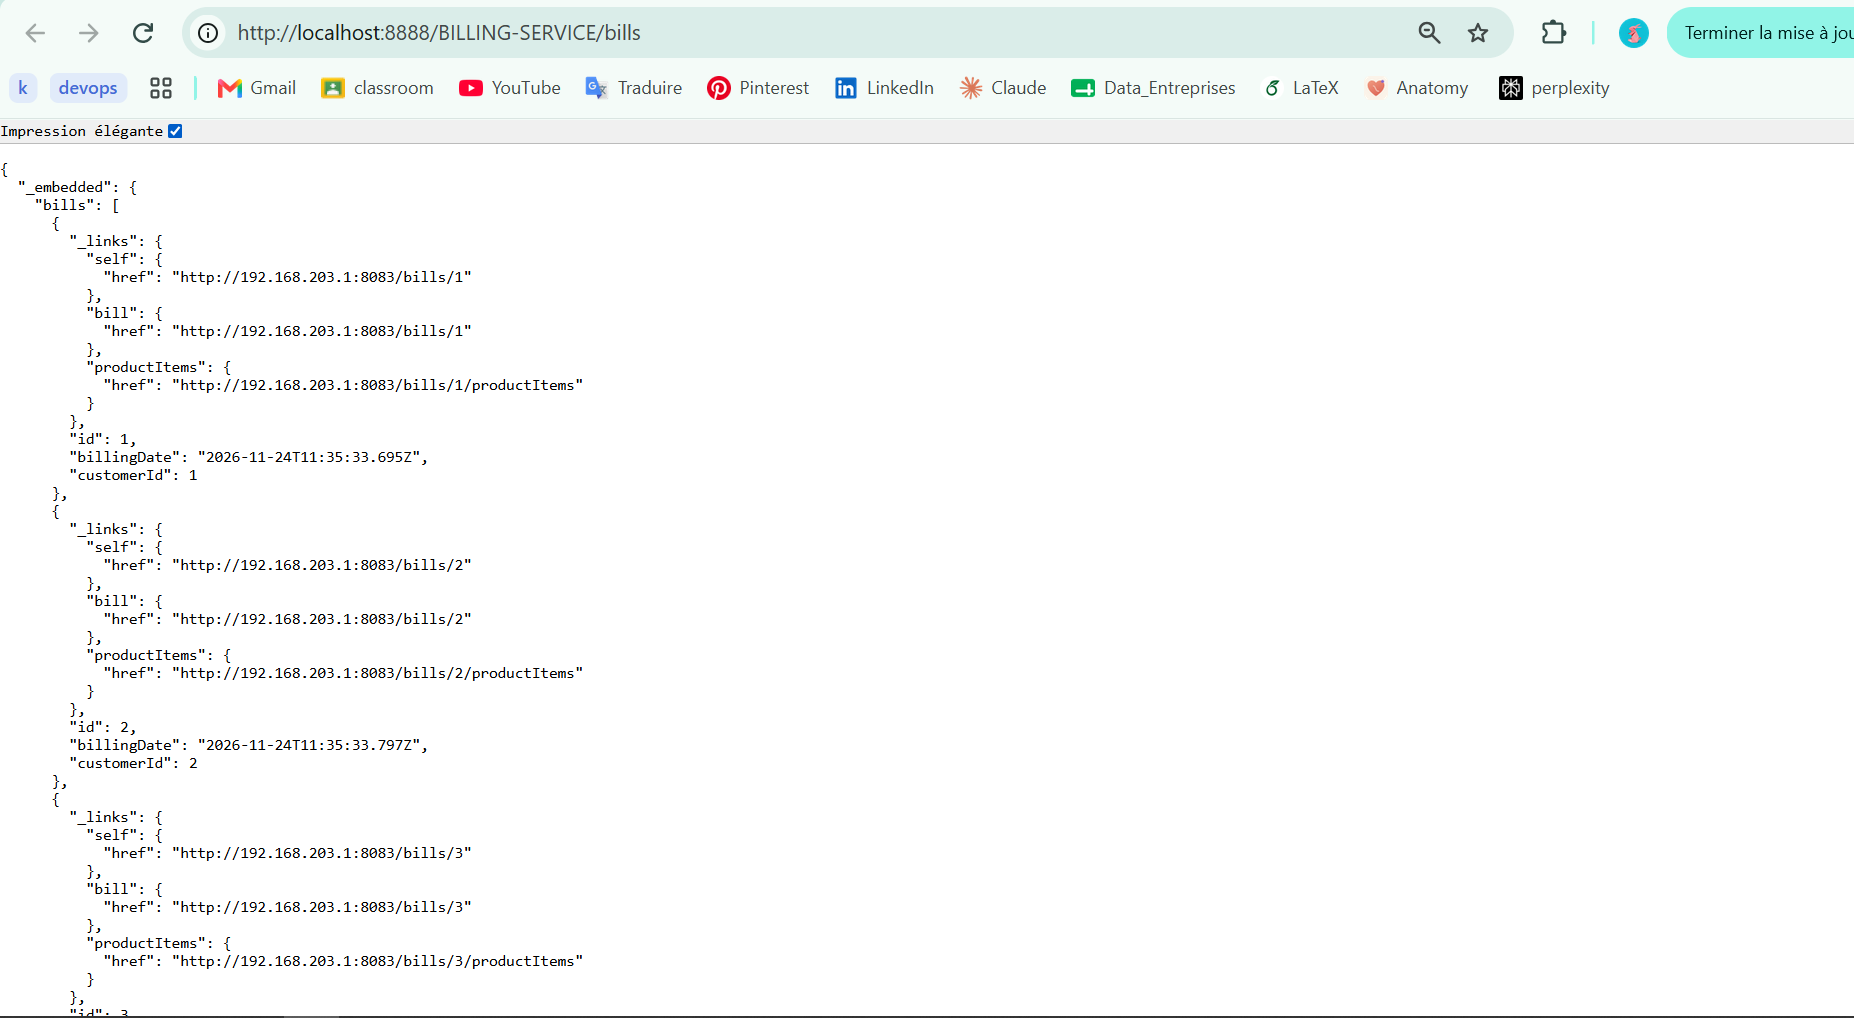 http://localhost:8888/BILLING-SERVICE/bills
Terminer la mise à jou
k
devops
Gmail
classroom
YouTube
Traduire
Pinterest
LinkedIn
Claude
Data_Entreprises
LaTeX
Anatomy
perplexity
Impression élégante
{
  "_embedded": {
    "bills": [
      {
        "_links": {
          "self": {
            "href": "http://192.168.203.1:8083/bills/1"
          },
          "bill": {
            "href": "http://192.168.203.1:8083/bills/1"
          },
          "productItems": {
            "href": "http://192.168.203.1:8083/bills/1/productItems"
          }
        },
        "id": 1,
        "billingDate": "2026-11-24T11:35:33.695Z",
        "customerId": 1
      },
      {
        "_links": {
          "self": {
            "href": "http://192.168.203.1:8083/bills/2"
          },
          "bill": {
            "href": "http://192.168.203.1:8083/bills/2"
          },
          "productItems": {
            "href": "http://192.168.203.1:8083/bills/2/productItems"
          }
        },
        "id": 2,
        "billingDate": "2026-11-24T11:35:33.797Z",
        "customerId": 2
      },
      {
        "_links": {
          "self": {
            "href": "http://192.168.203.1:8083/bills/3"
          },
          "bill": {
            "href": "http://192.168.203.1:8083/bills/3"
          },
          "productItems": {
            "href": "http://192.168.203.1:8083/bills/3/productItems"
          }
        },
        "id": 3